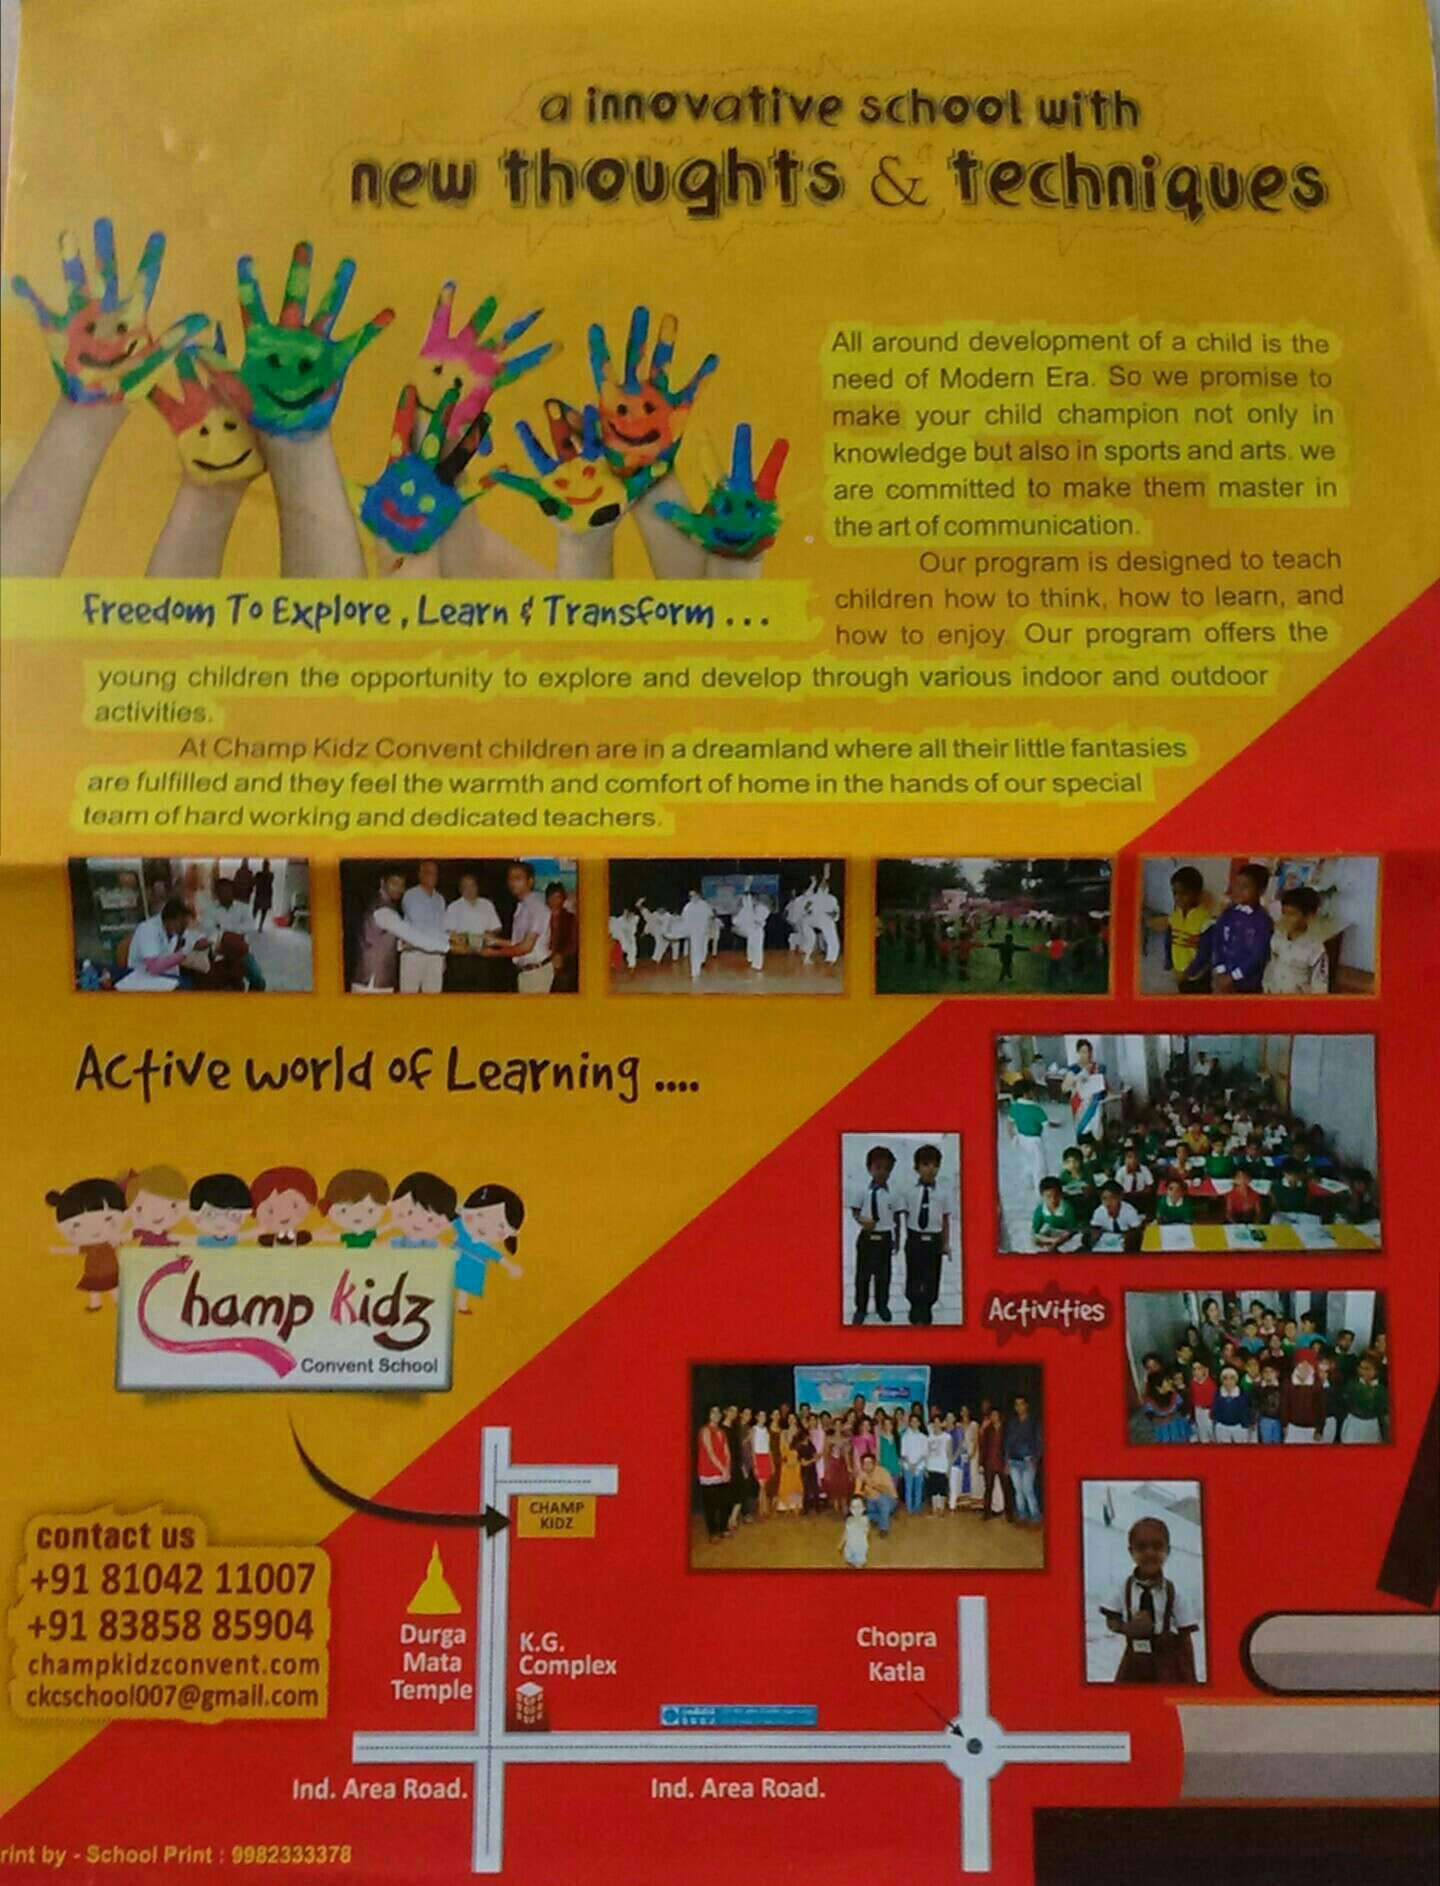 a innovative school with
new thoughts & techniques
All around development of a child is the
need of Modern Era. So we promise to
make your child champion not only in
knowledge but also in sports and arts. we
are committed to make them master in
the art of communication.
Our program is designed to teach
children how to think, how to learn, and
how to enjoy. Our program offers the
Freedom To Explore, Learn & Transform ...
young children the opportunity to explore and develop through various indoor and outdoor
activities.
At Champ Kidz Convent children are in a dreamland where all their little fantasies
are fulfilled and they feel the warmth and comfort of home in the hands of our special
team of hard working and dedicated teachers.
Active world of Learning ....
Champ Kidz
Convent School
Activities
contact us
+91 81042 11007
+91 83858 85904
champkidzconvent.com
ckcschool007@gmail.com
CHAMP
KIDZ
Durga
Mata
Temple
K.G.
Complex
Chopra
Katla
Ind. Area Road.
Ind. Area Road.
rint by - School Print : 9982333378